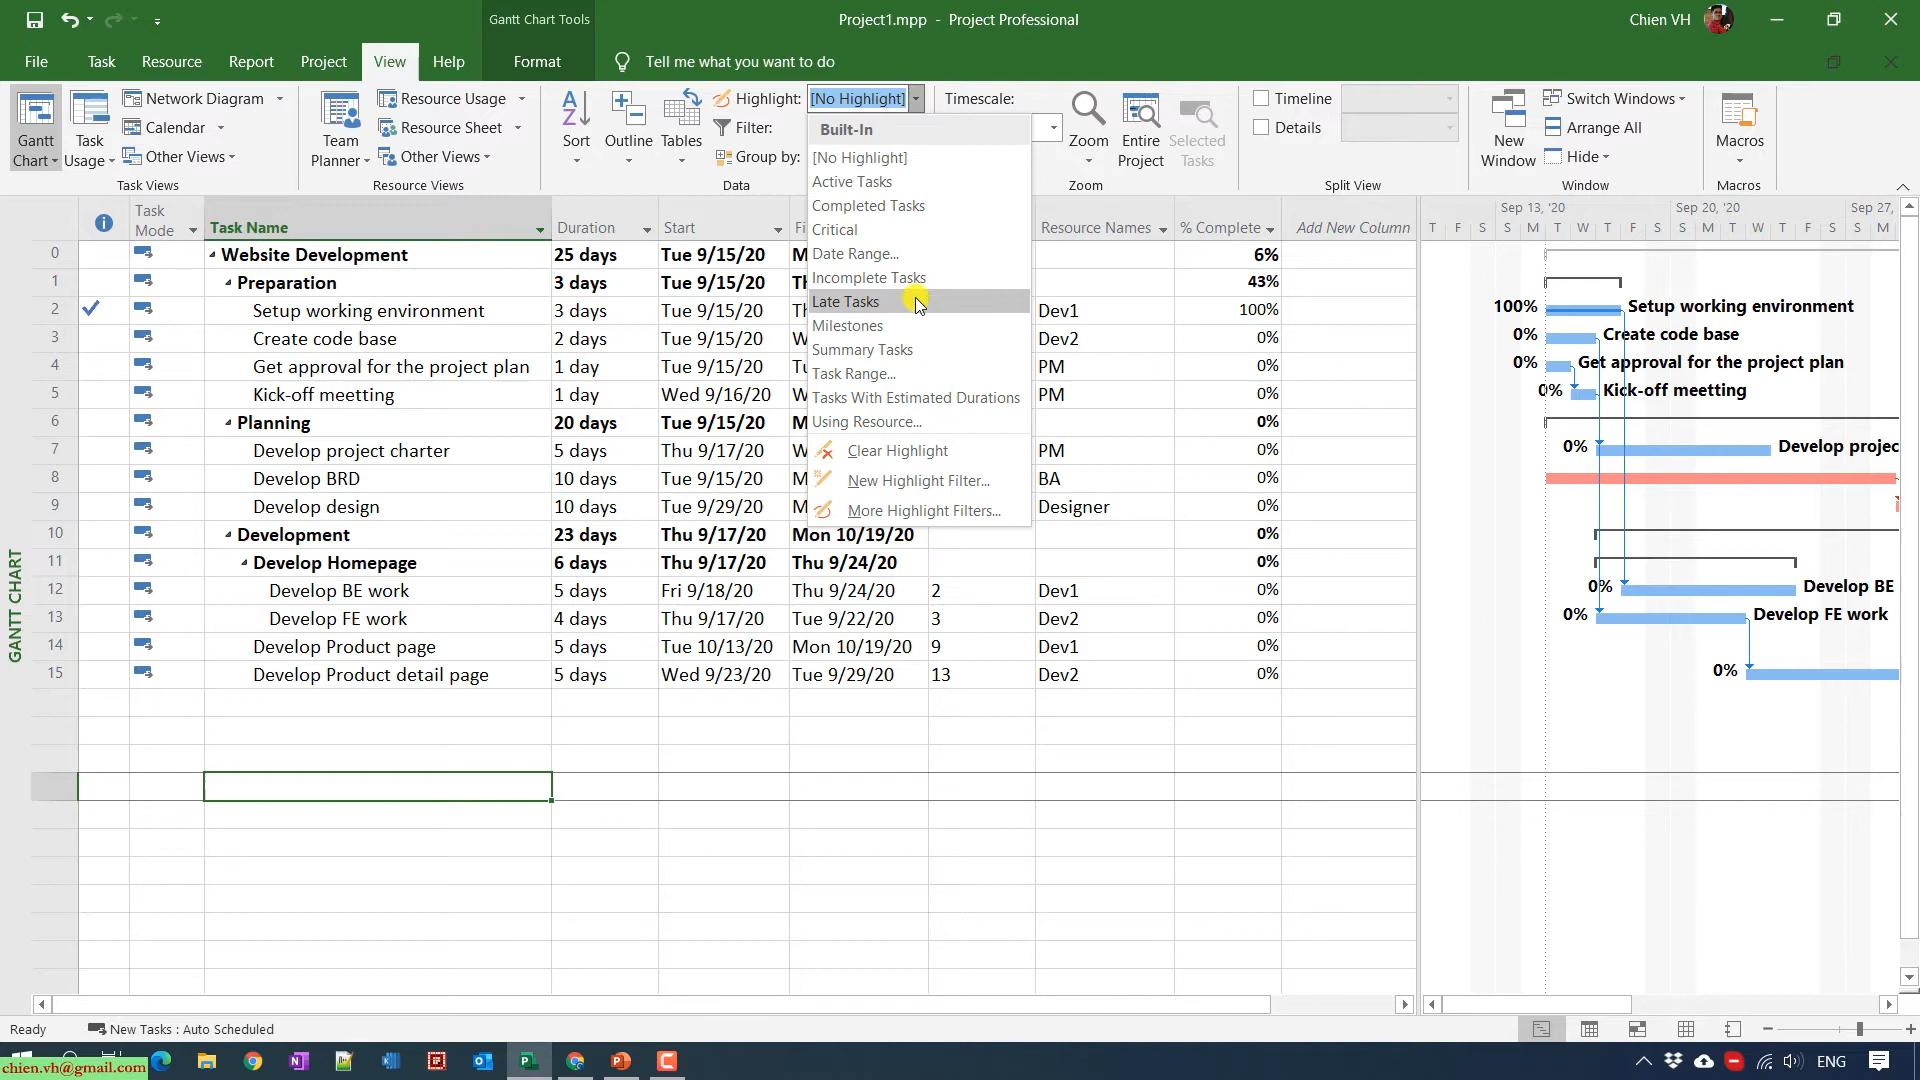 Gantt Chart Tools
Project1.mpp - Project Professional
Chien VH
File Task Resource Report Project View Help Format Tell me what you want to do
Gantt Chart
Task Usage
Network Diagram
Calendar
Other Views
Task Views
Team Planner
Resource Usage
Resource Sheet
Other Views
Resource Views
Sort
Outline
Tables
Highlight: [No Highlight]
Filter:
Group by:
Data
Timescale:
Zoom
Entire Project
Selected Tasks
Zoom
Timeline
Details
Split View
New Window
Switch Windows
Arrange All
Hide
Window
Macros
Macros
Built-In
[No Highlight]
Active Tasks
Completed Tasks
Critical
Date Range...
Incomplete Tasks
Late Tasks
Milestones
Summary Tasks
Task Range...
Tasks With Estimated Durations
Using Resource...
Clear Highlight
New Highlight Filter...
More Highlight Filters...
Task Mode Task Name Duration Start Resource Names % Complete Add New Column
0 Website Development 25 days Tue 9/15/20 6%
1 Preparation 3 days Tue 9/15/20 43%
2 Setup working environment 3 days Tue 9/15/20 Dev1 100%
3 Create code base 2 days Tue 9/15/20 Dev2 0%
4 Get approval for the project plan 1 day Tue 9/15/20 PM 0%
5 Kick-off meetting 1 day Wed 9/16/20 PM 0%
6 Planning 20 days Tue 9/15/20 0%
7 Develop project charter 5 days Thu 9/17/20 PM 0%
8 Develop BRD 10 days Tue 9/15/20 BA 0%
9 Develop design 10 days Tue 9/29/20 Designer 0%
10 Development 23 days Thu 9/17/20 Mon 10/19/20 0%
11 Develop Homepage 6 days Thu 9/17/20 Thu 9/24/20 0%
12 Develop BE work 5 days Fri 9/18/20 Thu 9/24/20 2 Dev1 0%
13 Develop FE work 4 days Thu 9/17/20 Tue 9/22/20 3 Dev2 0%
14 Develop Product page 5 days Tue 10/13/20 Mon 10/19/20 9 Dev1 0%
15 Develop Product detail page 5 days Wed 9/23/20 Tue 9/29/20 13 Dev2 0%
GANTT CHART
Sep 13, '20 Sep 20, '20 Sep 27,
T F S S M T W T F S S M T W T F S S M
100% Setup working environment
0% Create code base
0% Get approval for the project plan
0% Kick-off meetting
0% Develop projec
0% Develop BE
0% Develop FE work
0%
Ready New Tasks : Auto Scheduled
chien.vh@gmail.com
ENG